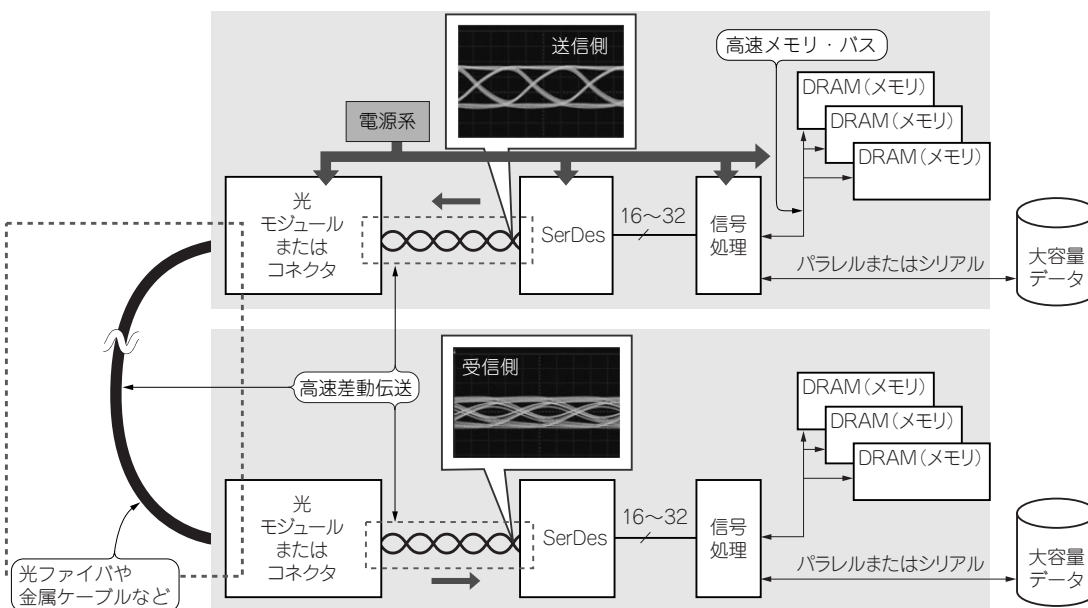 送信側
高速メモリ・バス
DRAM(メモリ)
DRAM(メモリ)
DRAM(メモリ)
電源系
光
モジュール
または
コネクタ
SerDes
16～32
信号
処理
パラレルまたはシリアル
大容量
データ
高速差動伝送
受信側
DRAM(メモリ)
DRAM(メモリ)
DRAM(メモリ)
光
モジュール
または
コネクタ
SerDes
16～32
信号
処理
パラレルまたはシリアル
大容量
データ
光ファイバや
金属ケーブルなど